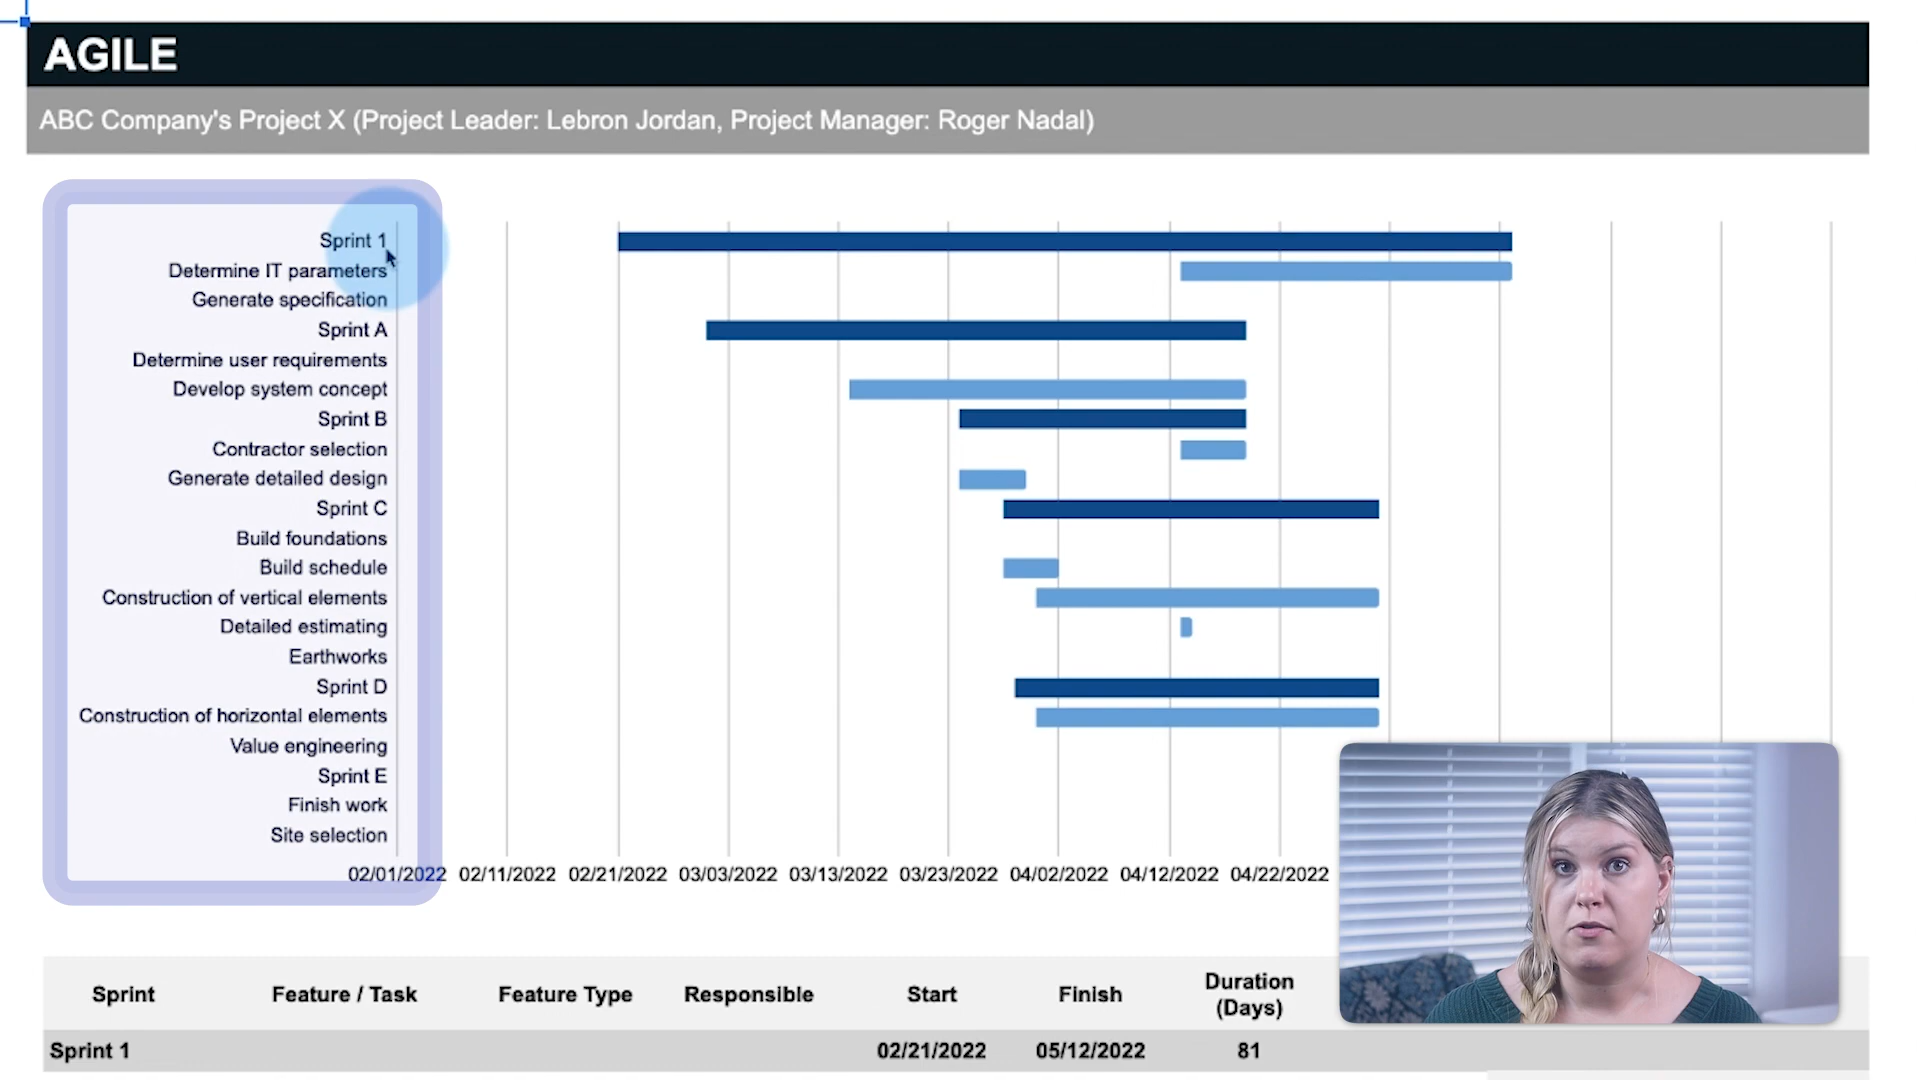 AGILE
ABC Company's Project X (Project Leader: Lebron Jordan, Project Manager: Roger Nadal)
Sprint 1
Determine IT parameters
Generate specification
Sprint A
Determine user requirements
Develop system concept
Sprint B
Contractor selection
Generate detailed design
Sprint C
Build foundations
Build schedule
Construction of vertical elements
Detailed estimating
Earthworks
Sprint D
Construction of horizontal elements
Value engineering
Sprint E
Finish work
Site selection
02/01/2022 02/11/2022 02/21/2022 03/03/2022 03/13/2022 03/23/2022 04/02/2022 04/12/2022 04/22/2022
Sprint Feature / Task Feature Type Responsible Start Finish Duration (Days)
Sprint 1 02/21/2022 05/12/2022 81